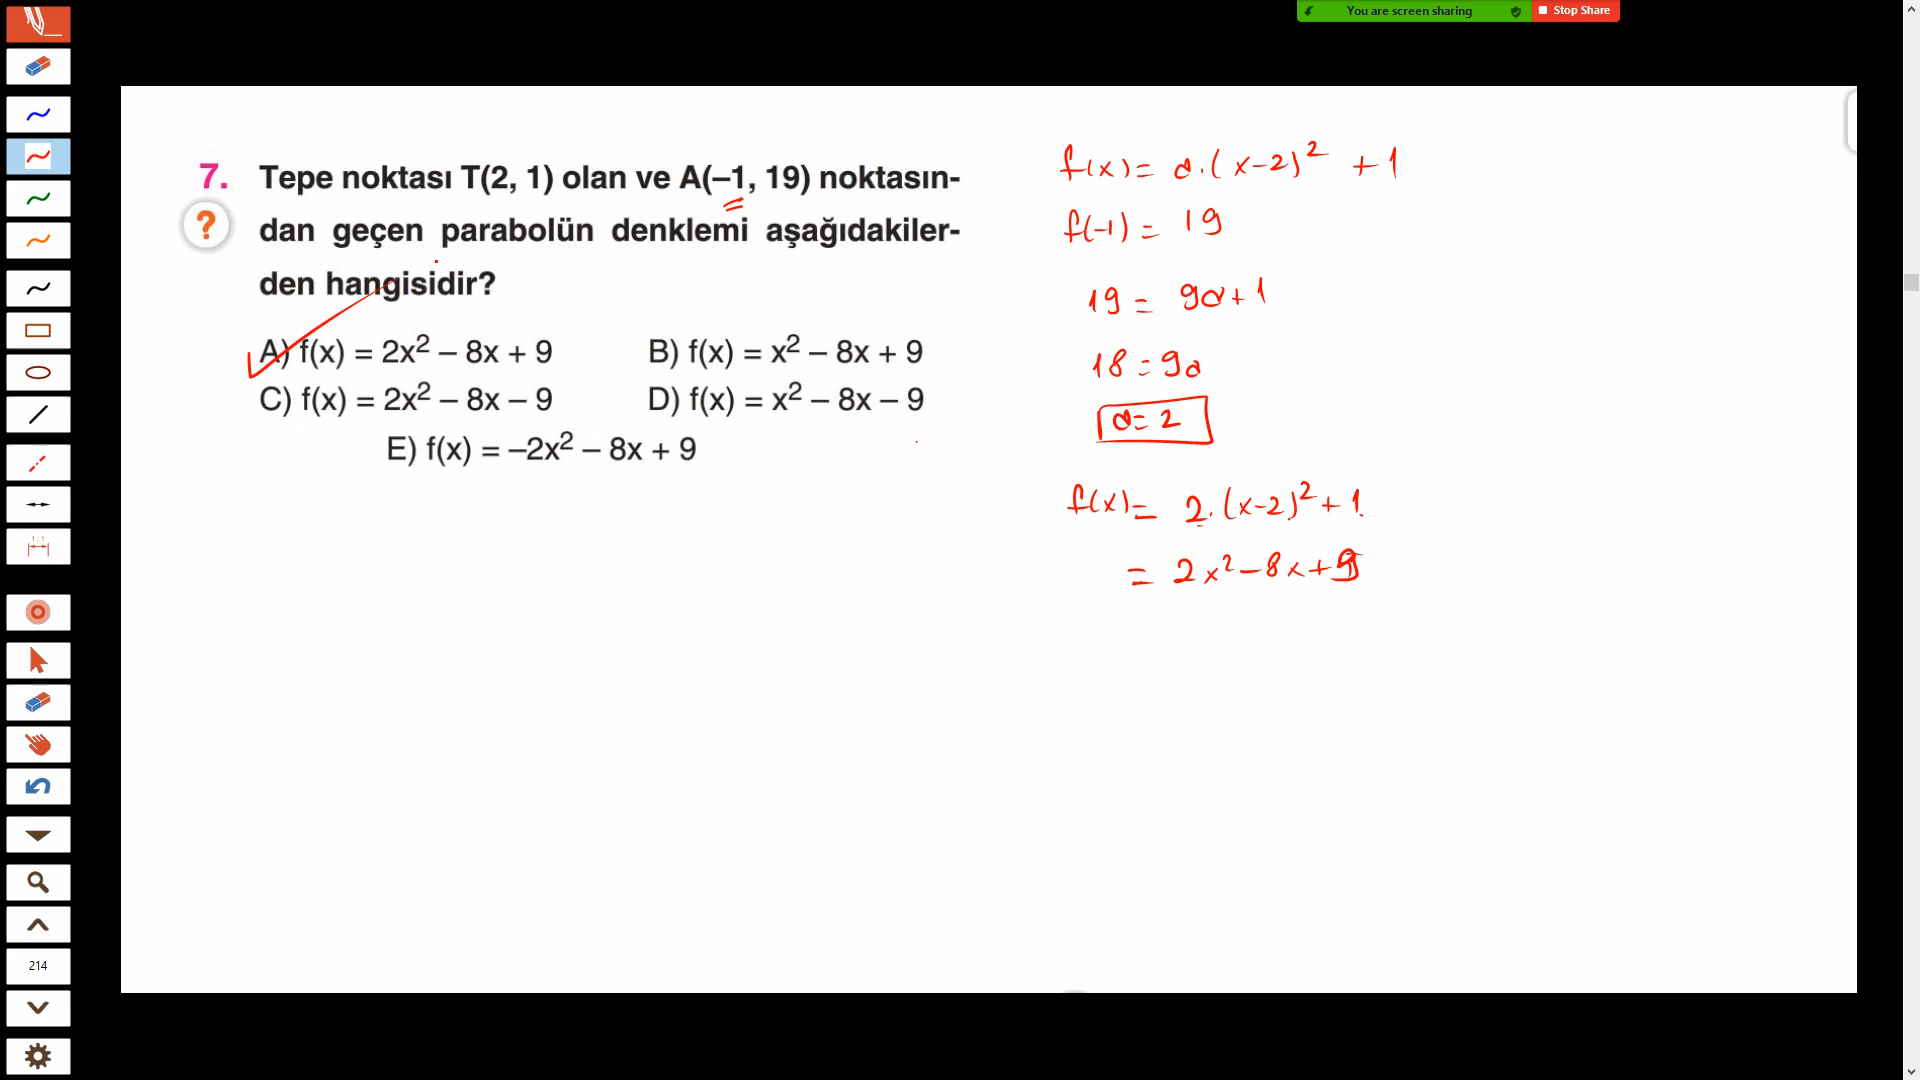 You are screen sharing
Stop Share
7. Tepe noktası T(2, 1) olan ve A(–1, 19) noktasın-
dan geçen parabolün denklemi aşağıdakiler-
den hangisidir?
A) f(x) = 2x² – 8x + 9
B) f(x) = x² – 8x + 9
C) f(x) = 2x² – 8x – 9
D) f(x) = x² – 8x – 9
E) f(x) = –2x² – 8x + 9
f(x) = a.(x-2)² + 1
f(-1) = 19
19 = 9a+1
18 = 9a
a = 2
f(x) = 2.(x-2)² + 1
= 2x² - 8x + 9
1:1
214
?